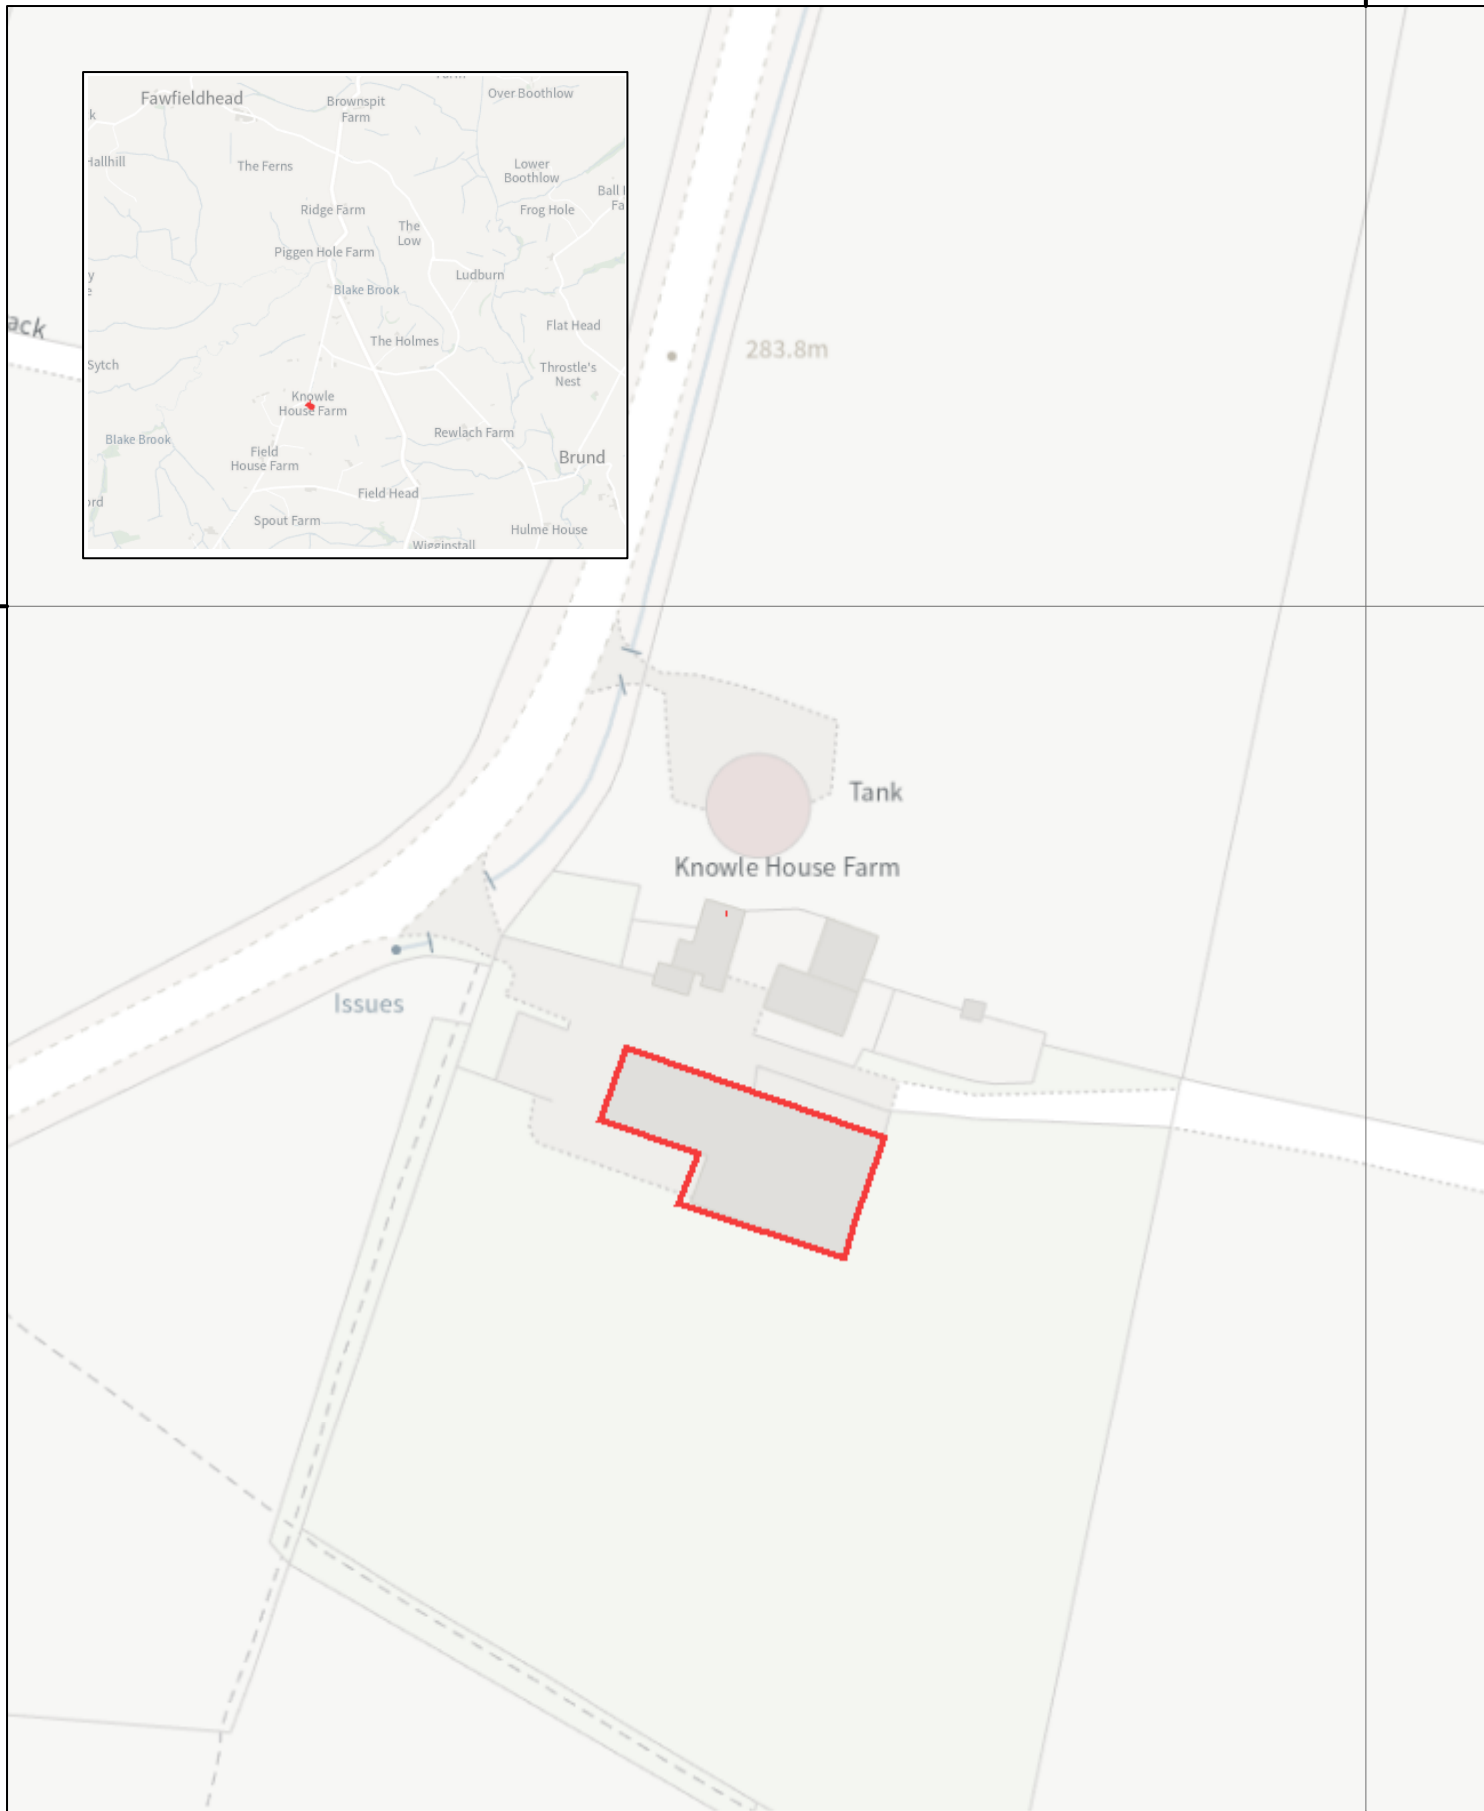 Fawfieldhead
Brownspit
Farm
Over Boothlow
Hallhill
The Ferns
Lower
Boothlow
Ridge Farm
Frog Hole
The
Low
Piggen Hole Farm
Ludburn
Blake Brook
Flat Head
The Holmes
Sytch
Throstle's
Nest
Knowle
House Farm
Blake Brook
Rewlach Farm
Field
House Farm
Brund
Field Head
Spout Farm
Hulme House
Wigginstall
283.8m
Tank
Knowle House Farm
Issues